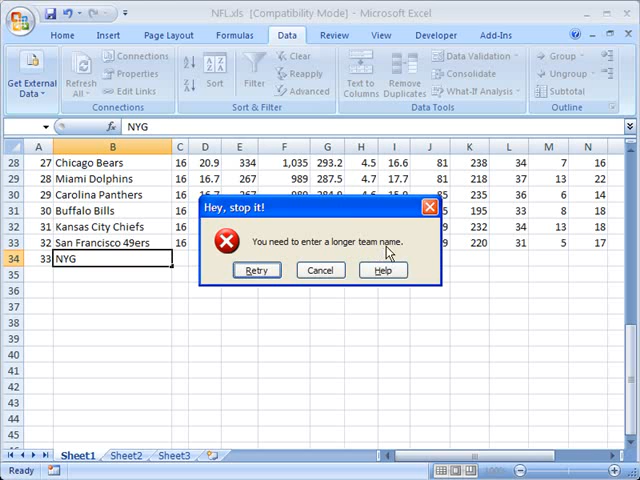 NFL.xls [Compatibility Mode] - Microsoft Excel
Home Insert Page Layout Formulas Data Review View Developer Add-Ins
Get External Data
Refresh All
Connections
Properties
Edit Links
Connections
Sort
Filter
Clear
Reapply
Advanced
Sort & Filter
Text to Columns
Remove Duplicates
Data Validation
Consolidate
What-If Analysis
Data Tools
Group
Ungroup
Subtotal
Outline
B34 fx NYG
A B C D E F G H I J K L M N
28 27 Chicago Bears 16 20.9 334 1,035 293.2 4.5 16.6 81 238 34 7 16
29 28 Miami Dolphins 16 16.7 267 989 287.5 4.7 17.7 81 218 37 13 22
30 29 Carolina Panthers 16 16.7 267 85 235 36 6 14
31 30 Buffalo Bills 195 33 8 18
32 31 Kansas City Chiefs 232 34 13 18
33 32 San Francisco 49ers 16 220 31 5 17
34 33 NYG
35
36
37
38
39
40
41
42
43
44
45
Hey, stop it!
You need to enter a longer team name.
Retry Cancel Help
Sheet1 Sheet2 Sheet3
Ready 100%